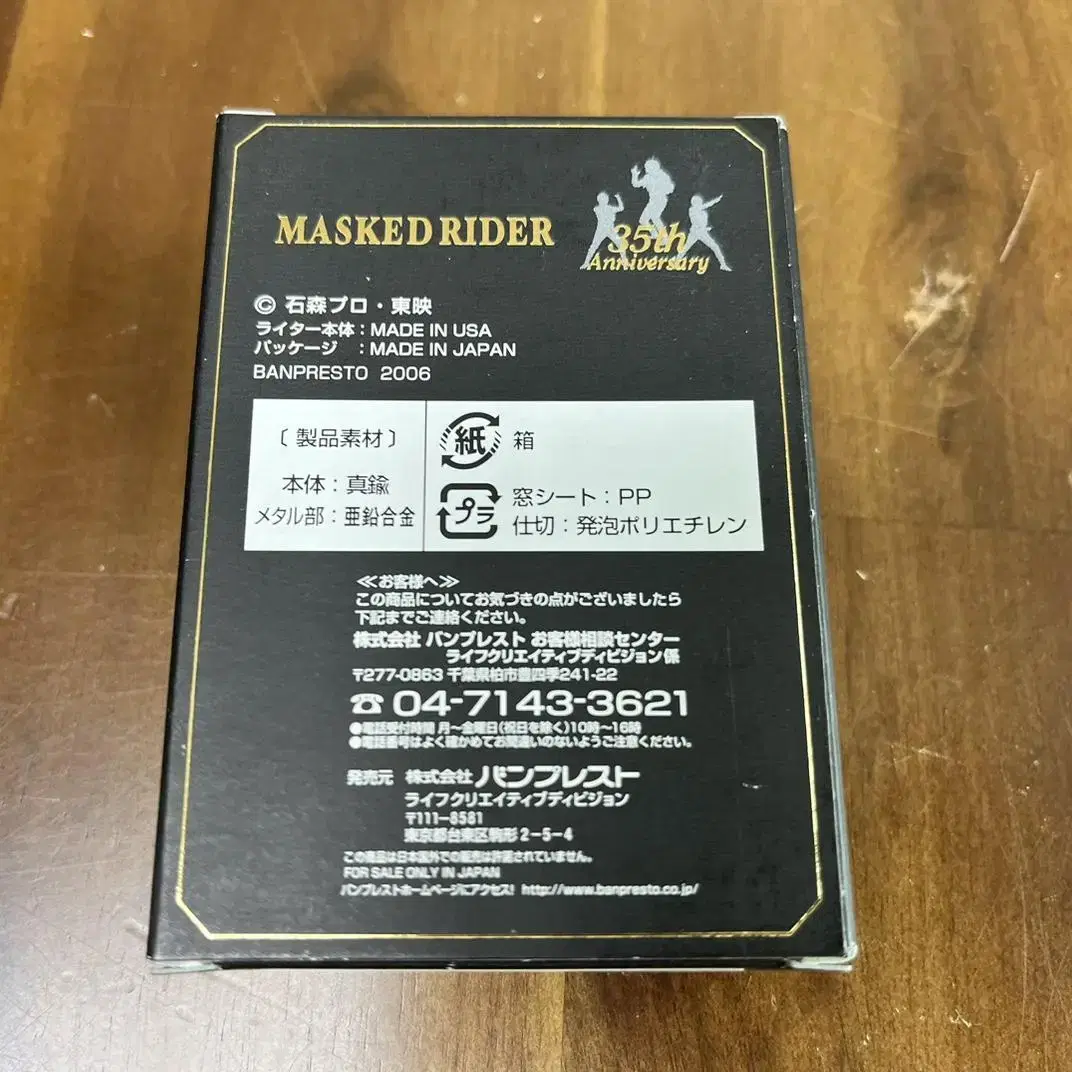 MASKED RIDER
35th
Anniversary
© 石森プロ・東映
ライター本体：MADE IN USA
パッケージ　：MADE IN JAPAN
BANPRESTO 2006
〔 製品素材 〕
本体：真鍮
メタル部：亜鉛合金
紙 箱
プラ 窓シート：PP
仕切：発泡ポリエチレン
≪お客様へ≫
この商品についてお気づきの点がございましたら
下記までご連絡ください。
株式会社 バンプレスト お客様相談センター
ライフクリエイティブディビジョン係
〒277-0863 千葉県柏市豊四季241-22
☎ 04-7143-3621
●電話受付時間 月〜金曜日(祝日を除く)10時〜16時
●電話番号はよく確かめてお間違いのないようご注意ください。
発売元 株式会社 バンプレスト
ライフクリエイティブディビジョン
〒111-8581
東京都台東区駒形2-5-4
この商品は日本国外での販売は許諾されていません。
FOR SALE ONLY IN JAPAN
バンプレストホームページにアクセス! http://www.banpresto.co.jp/